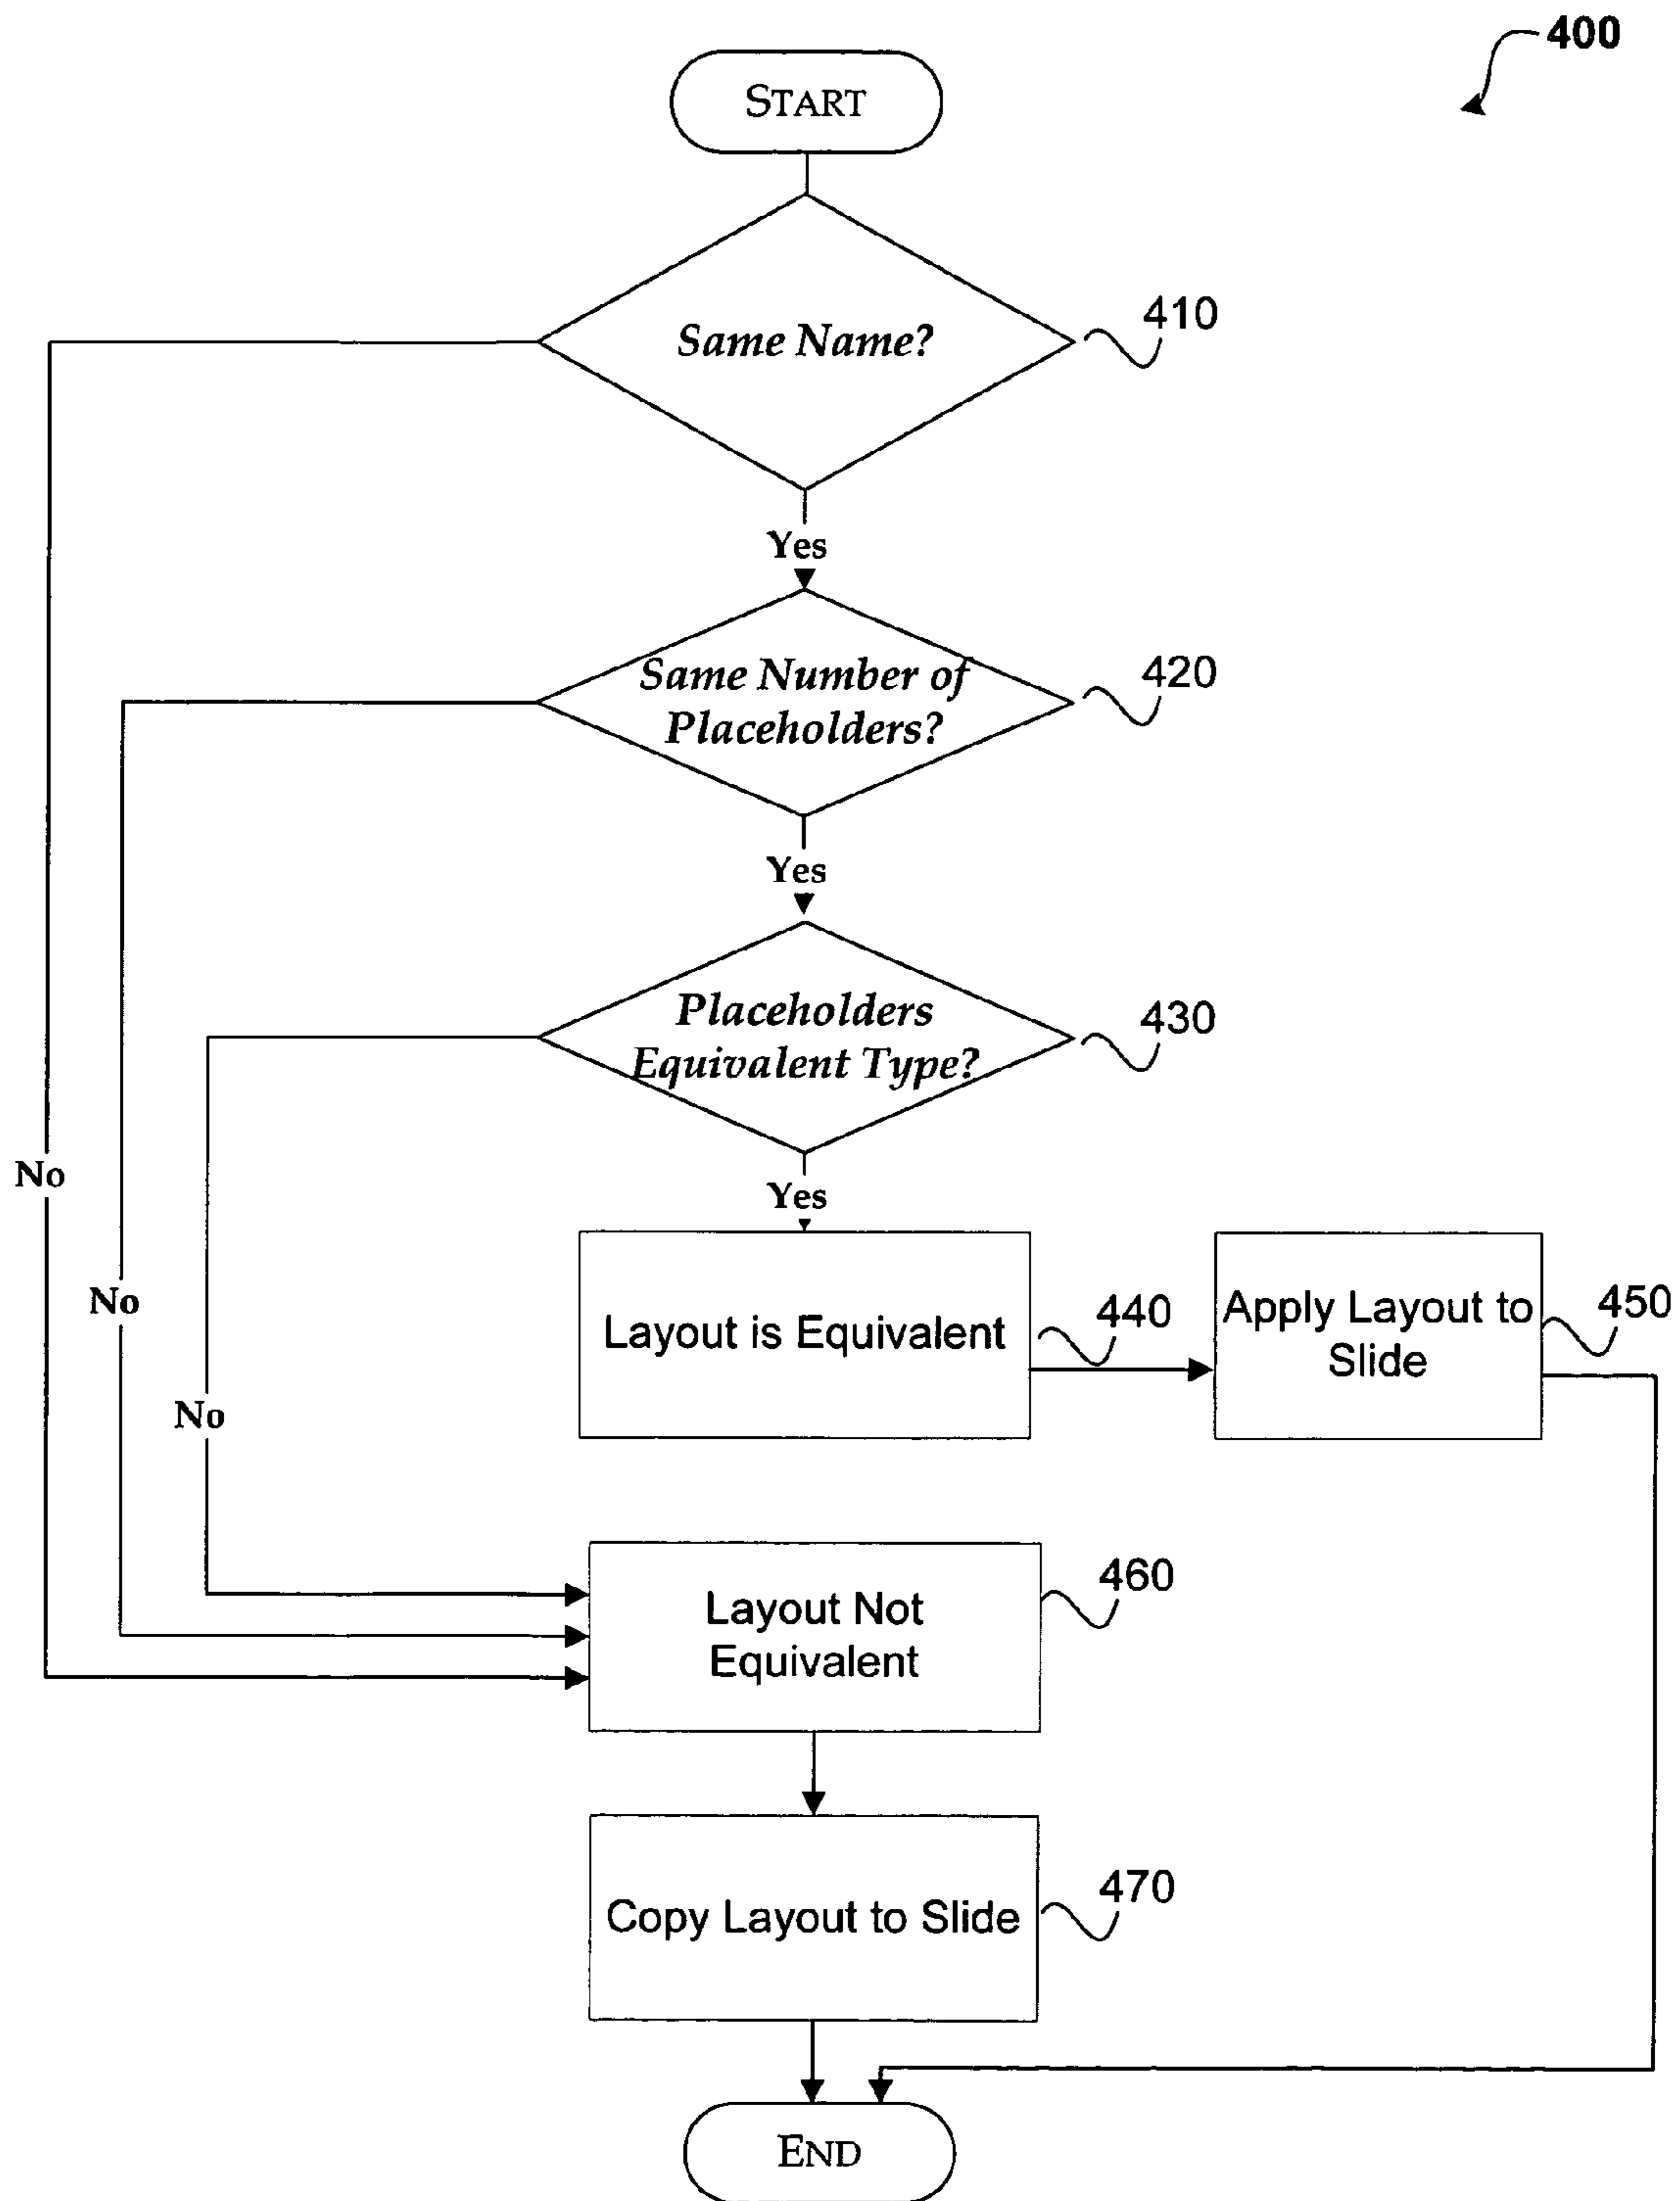 400
START
Same Name?
410
Yes
Same Number of
Placeholders?
420
Yes
Placeholders
Equivalent Type?
430
No
Yes
No
Layout is Equivalent
440
Apply Layout to
Slide
450
No
Layout Not
Equivalent
460
Copy Layout to Slide
470
END